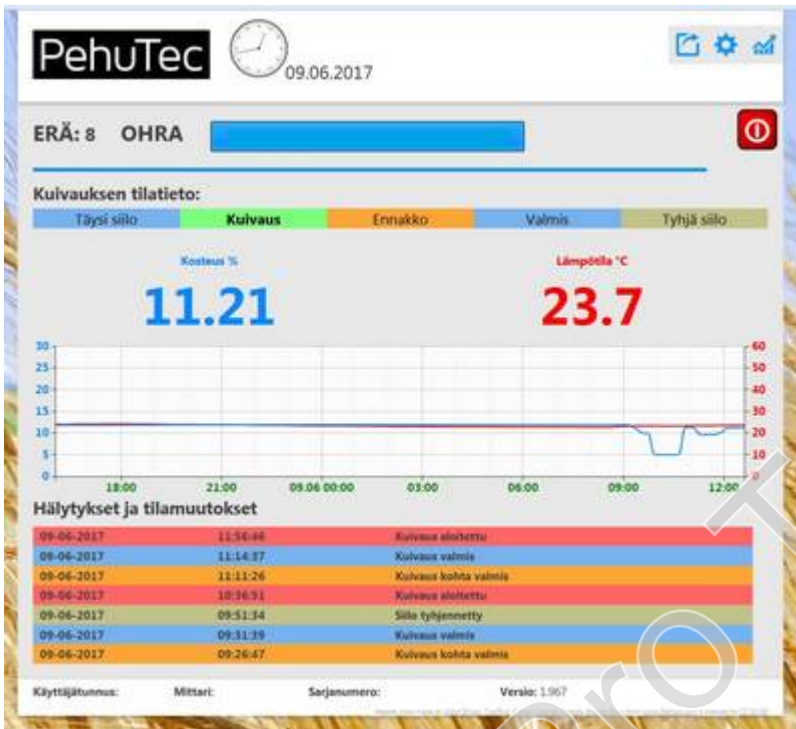 PehuTec
09.06.2017
ERÄ: 8 OHRA
Kuivauksen tilatieto:
Täysi siilo Kuivaus Ennakko Valmis Tyhjä siilo
Kosteus % Lämpötila °C
11.21 23.7
30 60
25 50
20 40
15 30
10 20
5 10
0 0
18:00 21:00 09.06 00:00 03:00 06:00 09:00 12:00
Hälytykset ja tilamuutokset
09-06-2017 11:56:46 Kuivaus aloitettu
09-06-2017 11:14:37 Kuivaus valmis
09-06-2017 11:11:26 Kuivaus kohta valmis
09-06-2017 10:36:51 Kuivaus aloitettu
09-06-2017 09:51:34 Siilo tyhjennetty
09-06-2017 09:31:39 Kuivaus valmis
09-06-2017 09:26:47 Kuivaus kohta valmis
Käyttäjätunnus: Mittari: Sarjanumero: Versio: 1.967